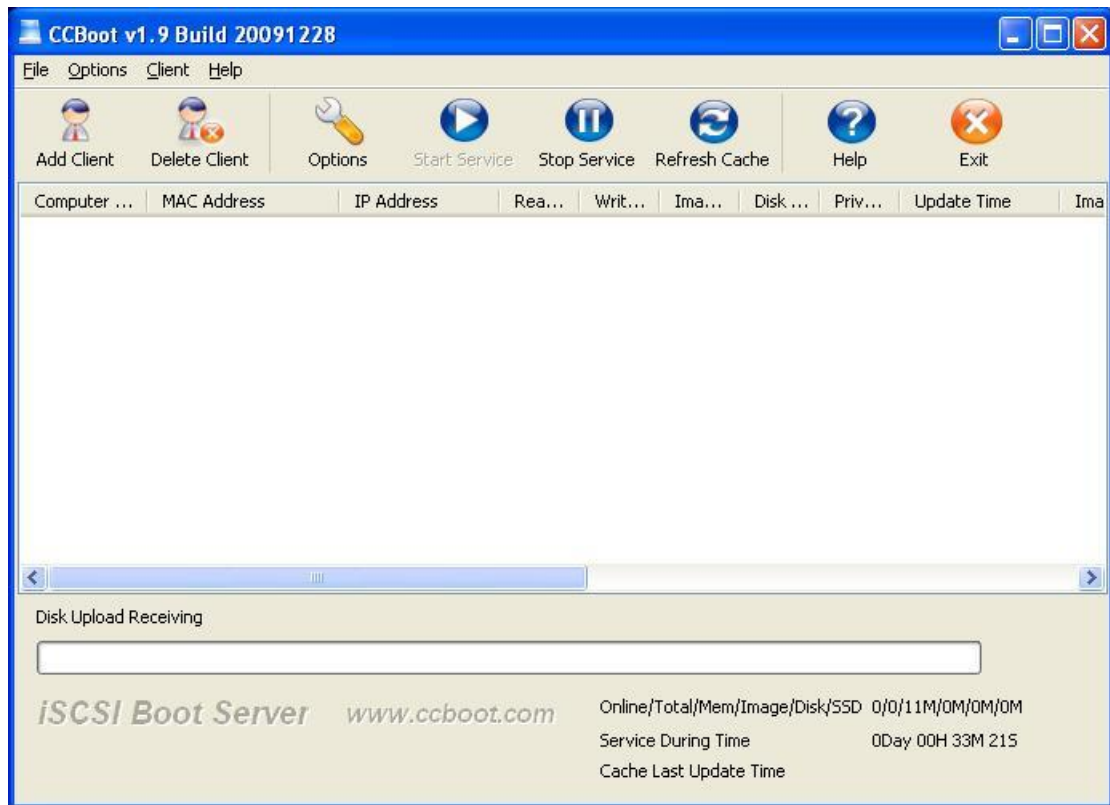 CCBoot v1.9 Build 20091228
File Options Client Help
Add Client Delete Client Options Start Service Stop Service Refresh Cache Help Exit
Computer ... MAC Address IP Address Rea... Writ... Ima... Disk ... Priv... Update Time Ima
Disk Upload Receiving
iSCSI Boot Server www.ccboot.com
Online/Total/Mem/Image/Disk/SSD 0/0/11M/0M/0M/0M
Service During Time 0Day 00H 33M 21S
Cache Last Update Time